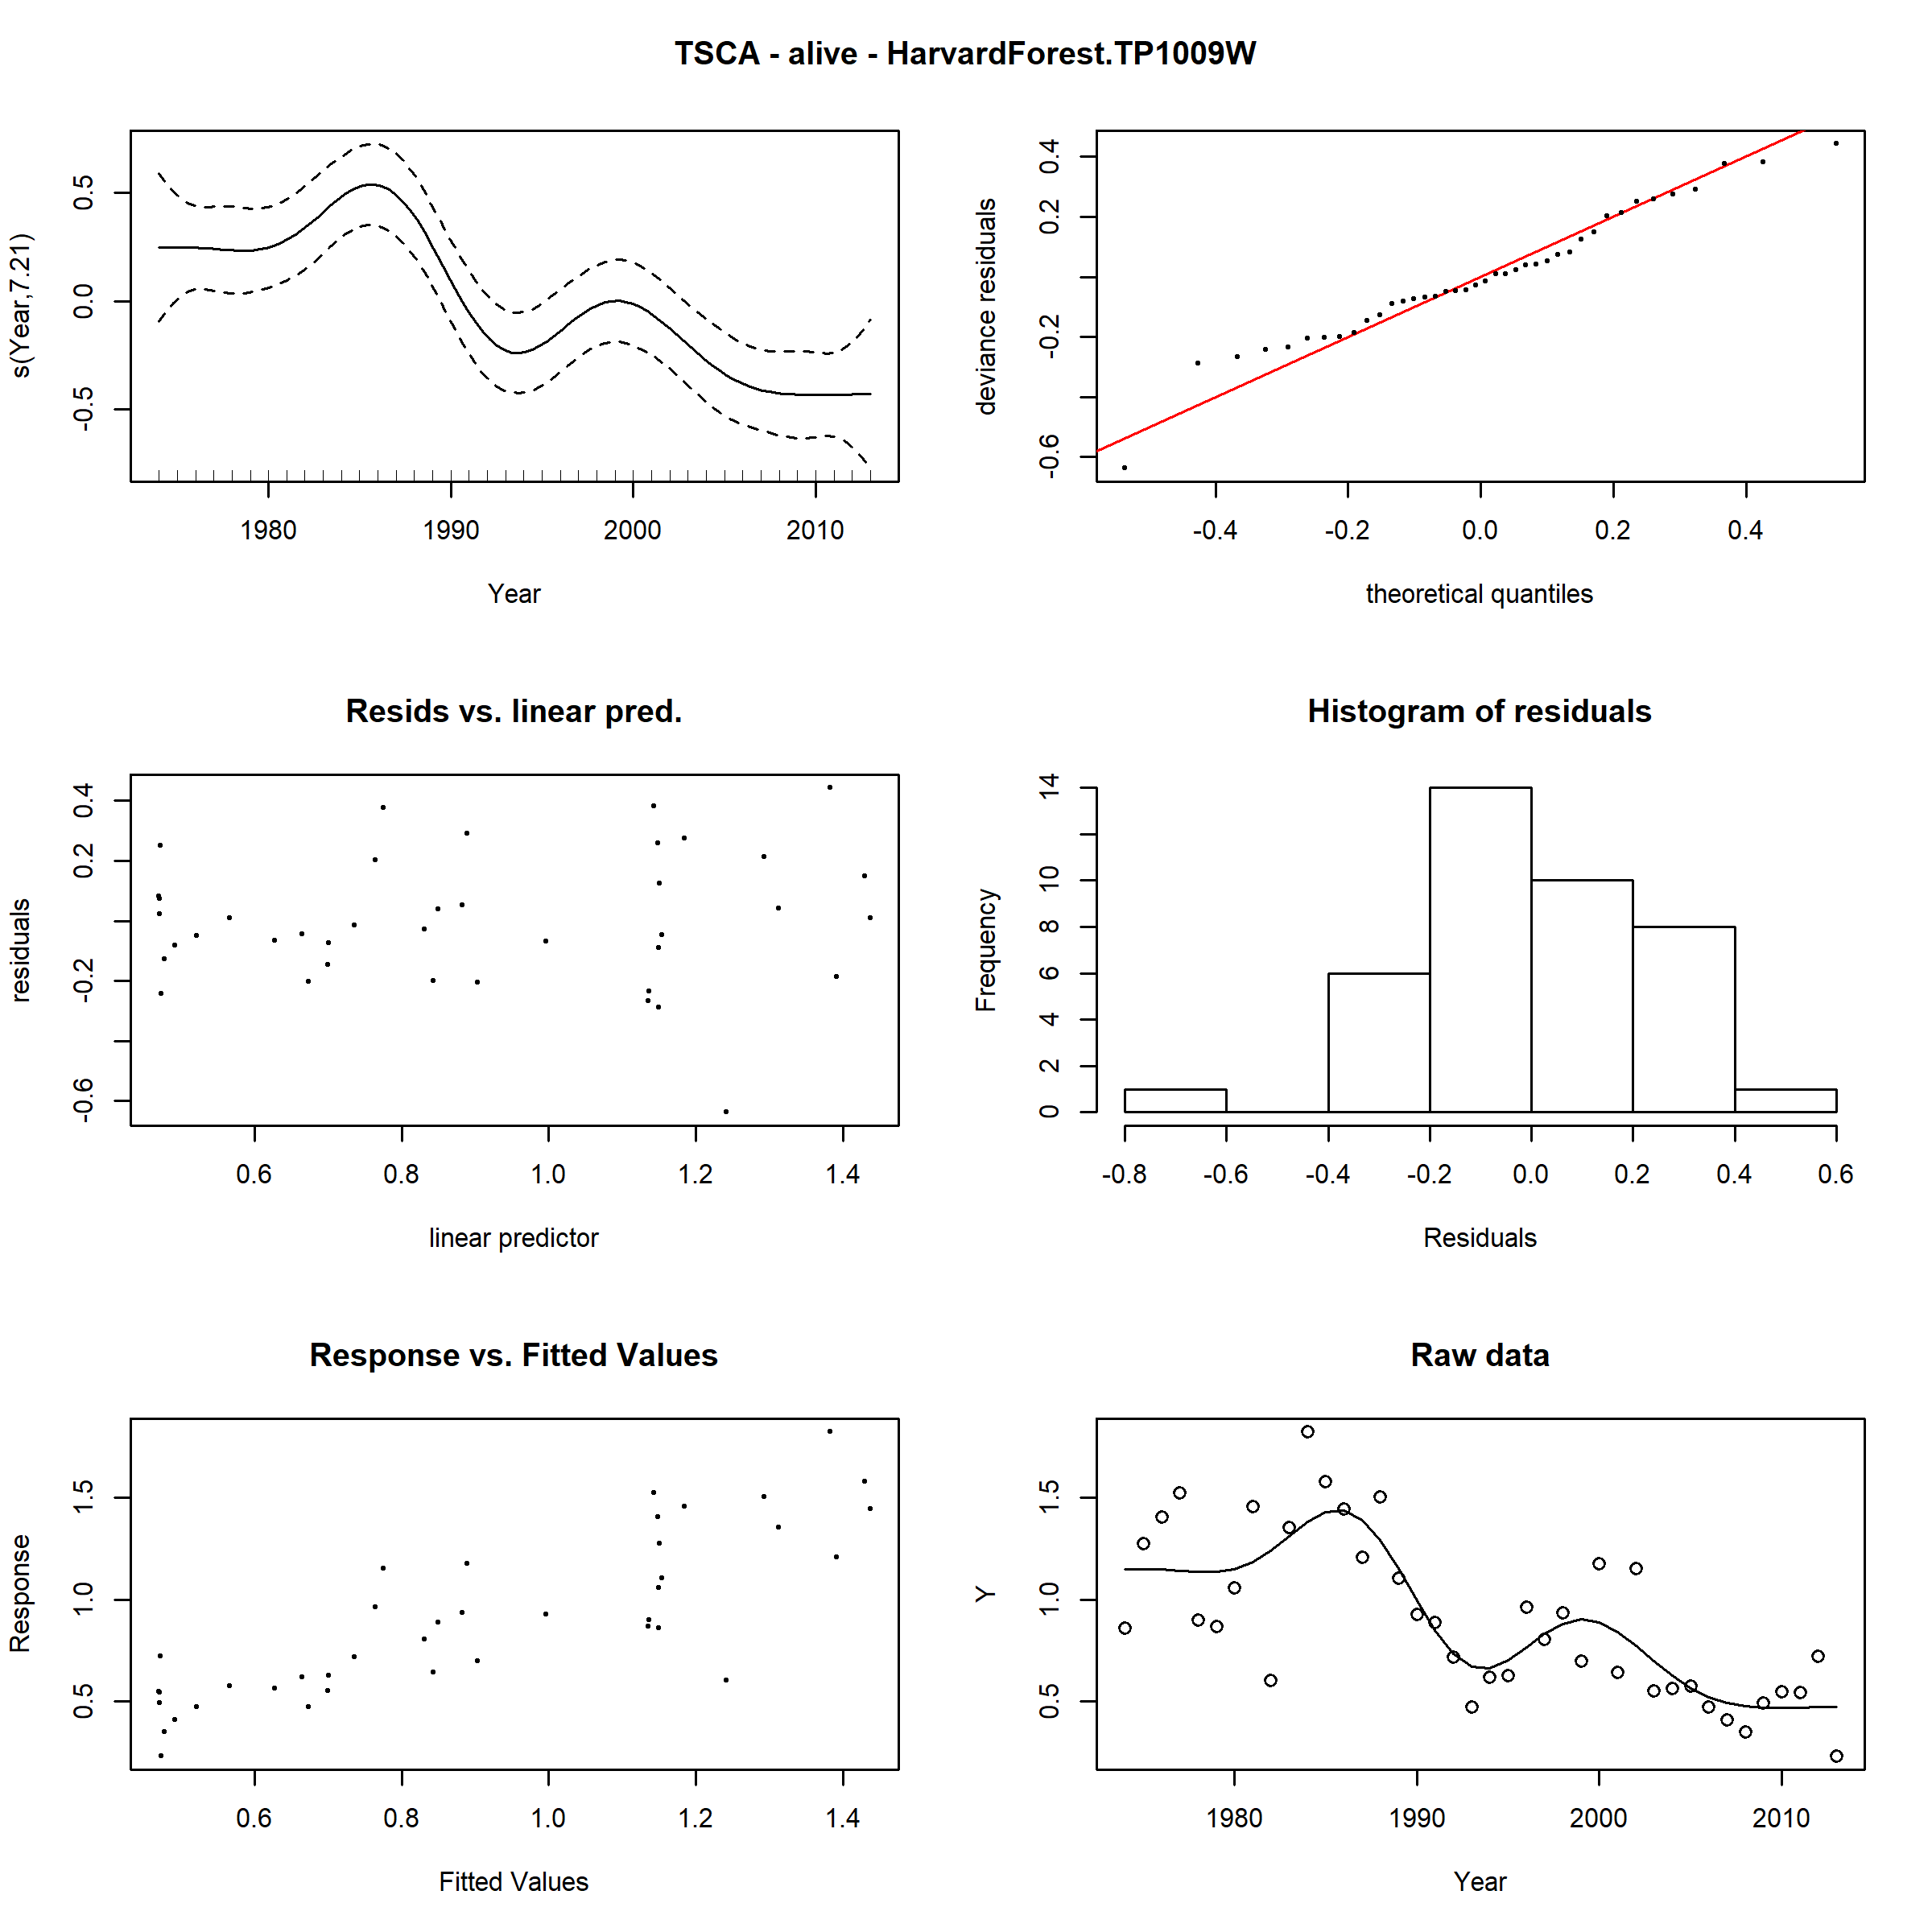 TSCA - alive - HarvardForest.TP1009W
s(Year,7.21)
0.5
0.0
-0.5
1980 1990 2000 2010
Year
deviance residuals
0.4
0.2
-0.2
-0.6
-0.4 -0.2 0.0 0.2 0.4
theoretical quantiles
Resids vs. linear pred.
residuals
0.4
0.2
-0.2
-0.6
0.6 0.8 1.0 1.2 1.4
linear predictor
Histogram of residuals
Frequency
14
10
8
6
4
2
0
-0.8 -0.6 -0.4 -0.2 0.0 0.2 0.4 0.6
Residuals
Response vs. Fitted Values
Response
1.5
1.0
0.5
0.6 0.8 1.0 1.2 1.4
Fitted Values
Raw data
Y
1.5
1.0
0.5
1980 1990 2000 2010
Year